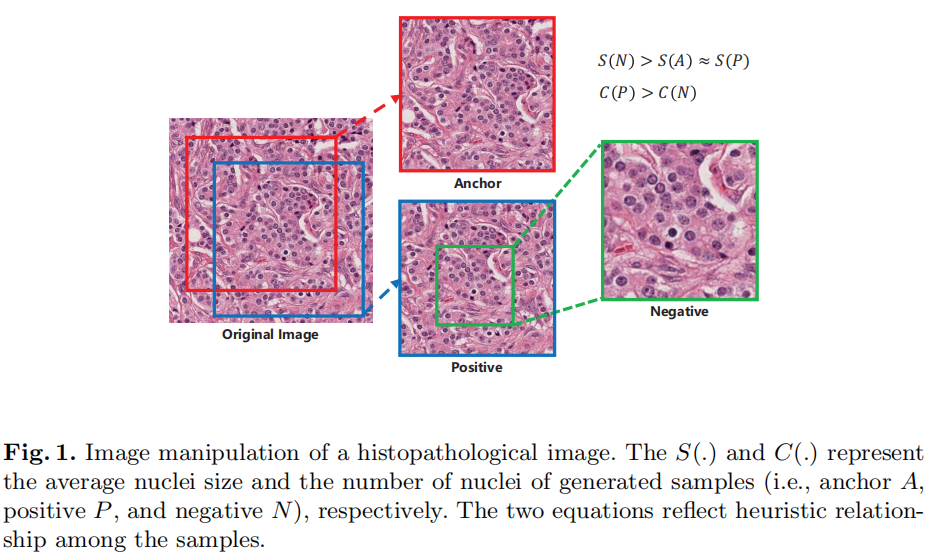 S(N) > S(A) ≈ S(P)
C(P) > C(N)
Anchor
Original Image
Positive
Negative
Fig. 1. Image manipulation of a histopathological image. The S(.) and C(.) represent
the average nuclei size and the number of nuclei of generated samples (i.e., anchor A,
positive P, and negative N), respectively. The two equations reflect heuristic relation-
ship among the samples.